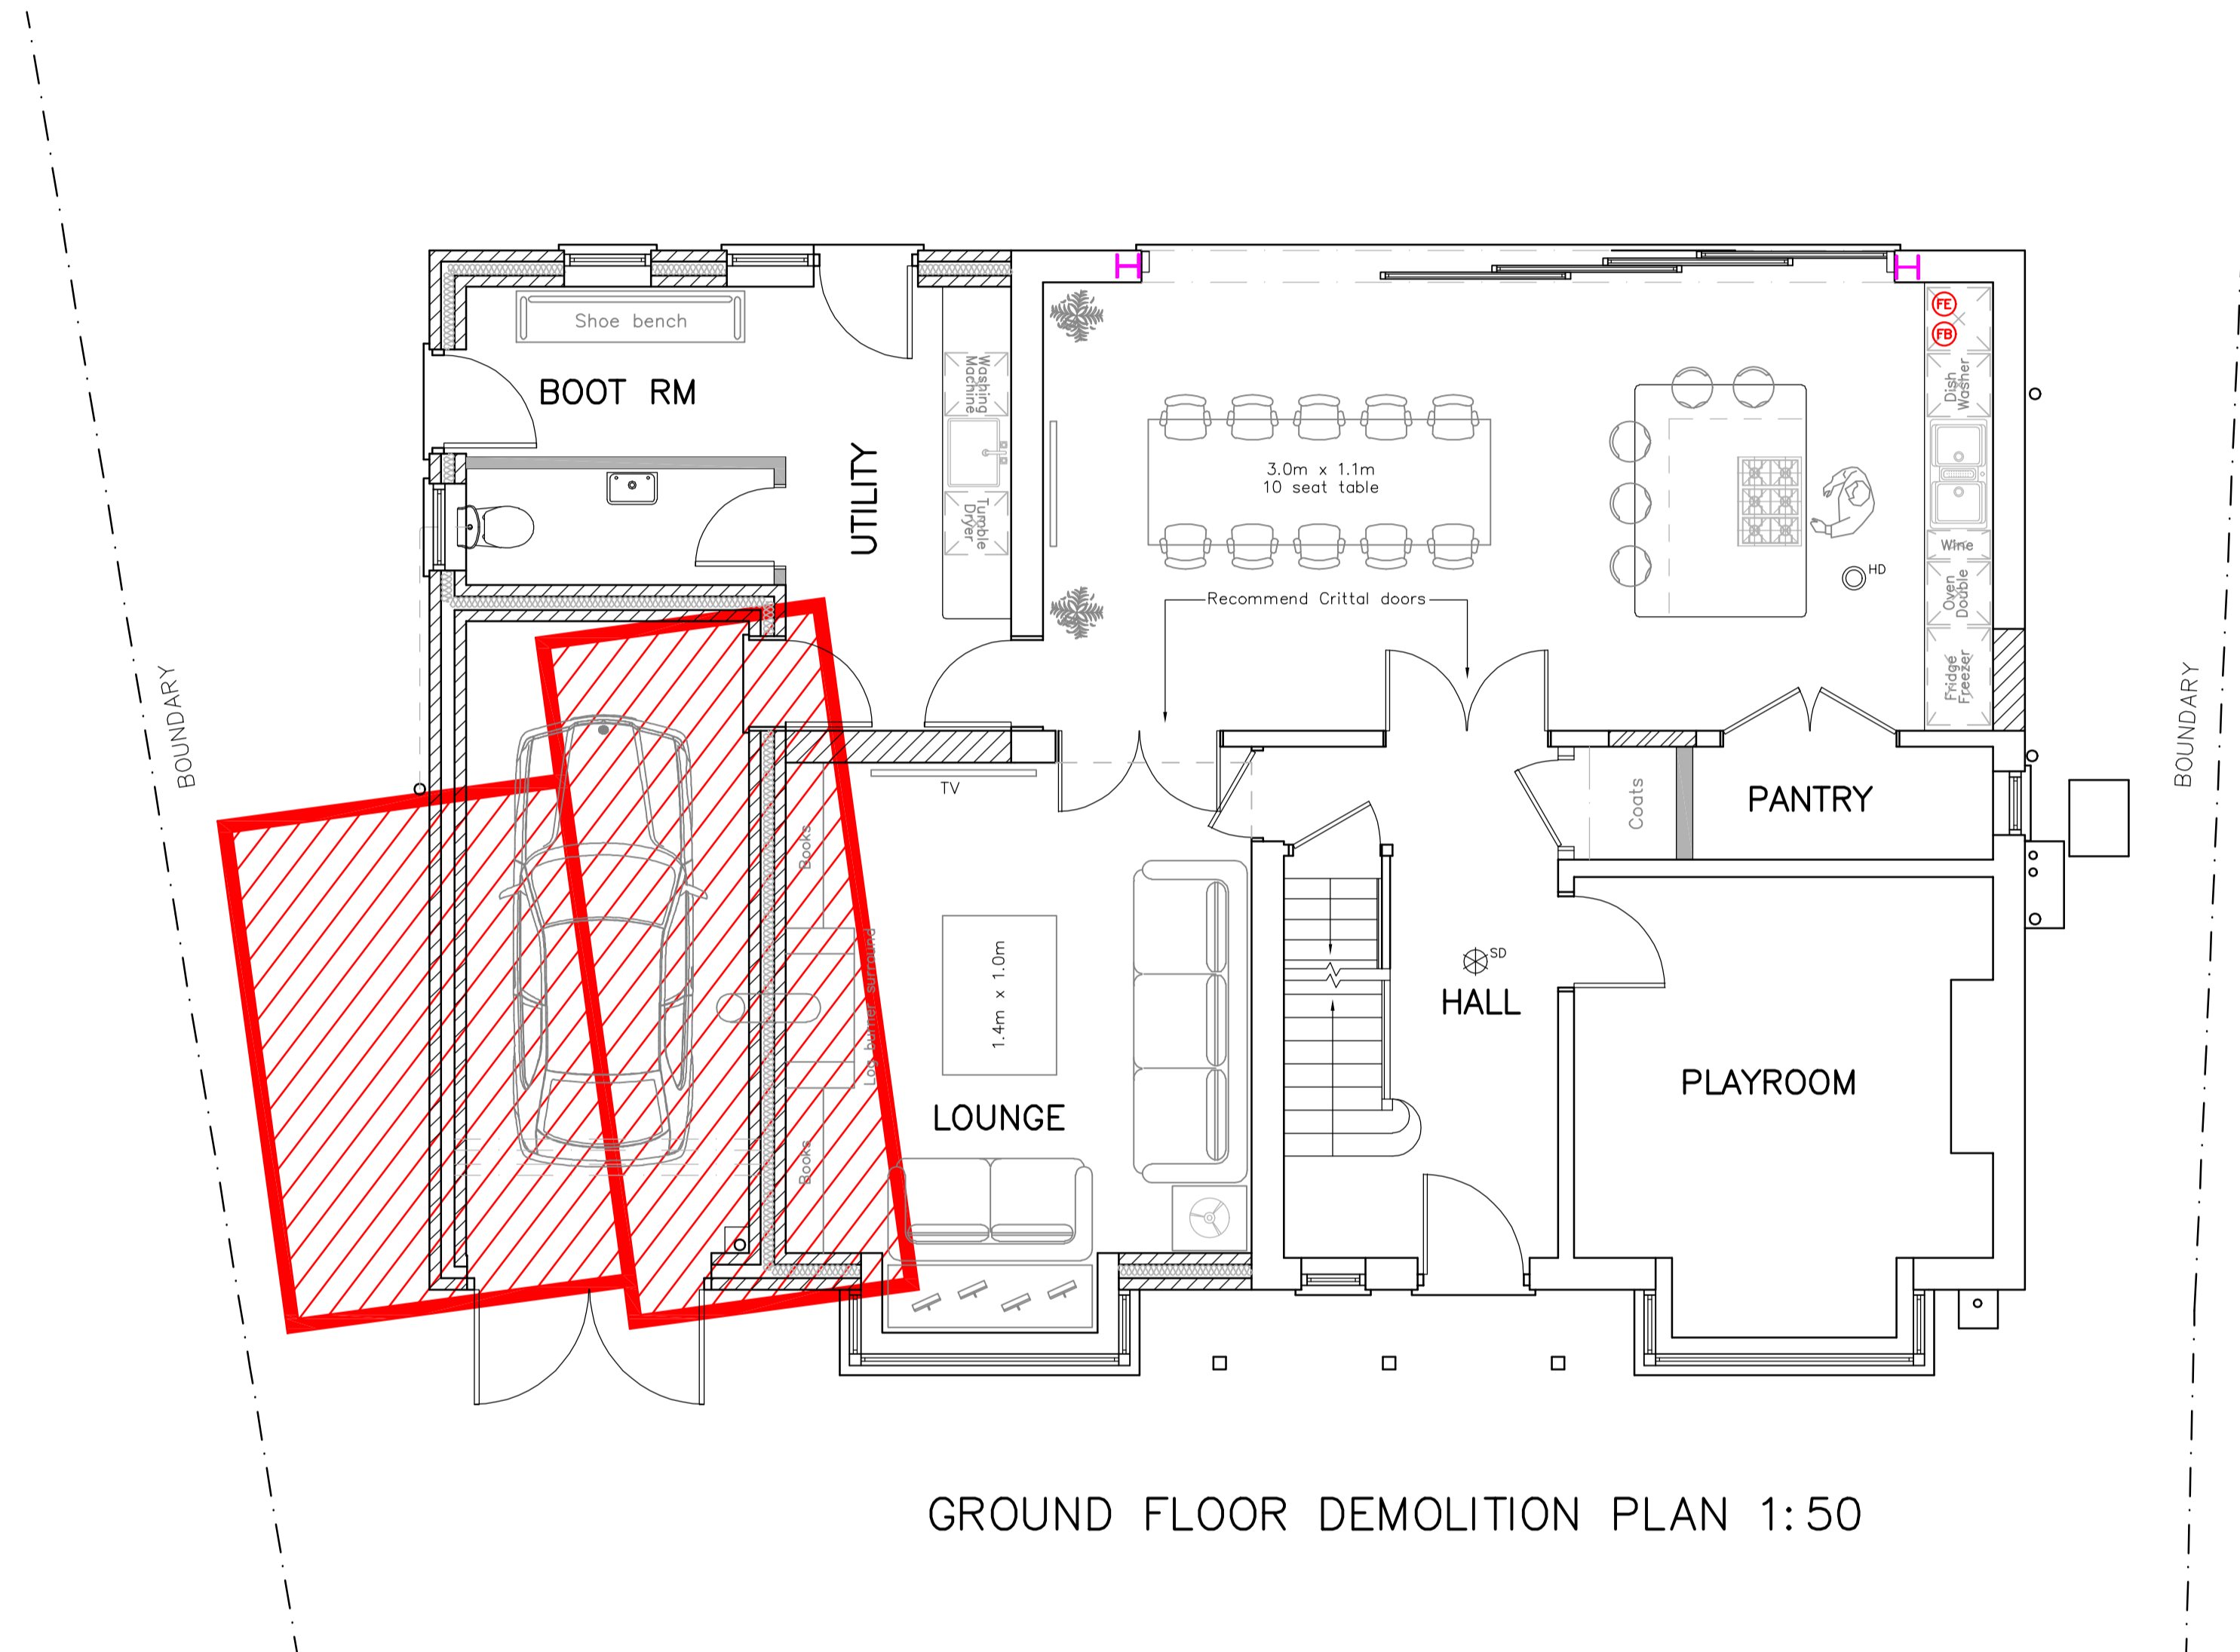 Shoe bench
BOOT RM
UTILITY
Washing
Machine
Tumble
Dryer
3.0m x 1.1m
10 seat table
Recommend Crittal doors
FE
FB
Dish
Washer
Wine
Oven
Double
Fridge
Freezer
HD
BOUNDARY
BOUNDARY
TV
Books
Log burner surround
Books
1.4m x 1.0m
LOUNGE
Coats
PANTRY
SD
HALL
PLAYROOM
GROUND FLOOR DEMOLITION PLAN 1:50